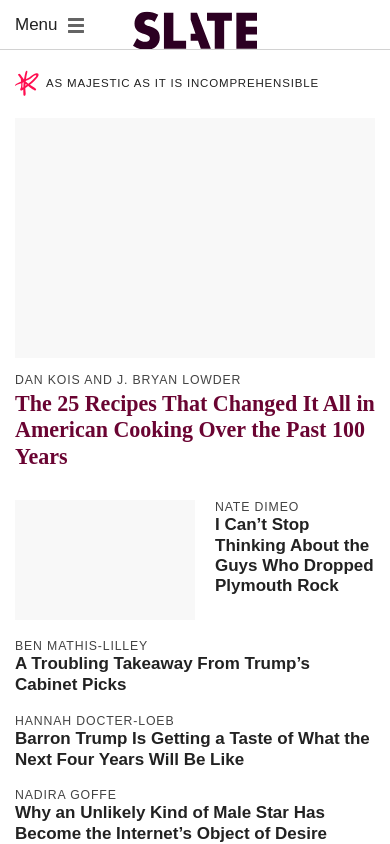 Menu
SLATE
AS MAJESTIC AS IT IS INCOMPREHENSIBLE
DAN KOIS AND J. BRYAN LOWDER
The 25 Recipes That Changed It All in
American Cooking Over the Past 100
Years
NATE DIMEO
I Can’t Stop
Thinking About the
Guys Who Dropped
Plymouth Rock
BEN MATHIS-LILLEY
A Troubling Takeaway From Trump’s
Cabinet Picks
HANNAH DOCTER-LOEB
Barron Trump Is Getting a Taste of What the
Next Four Years Will Be Like
NADIRA GOFFE
Why an Unlikely Kind of Male Star Has
Become the Internet’s Object of Desire